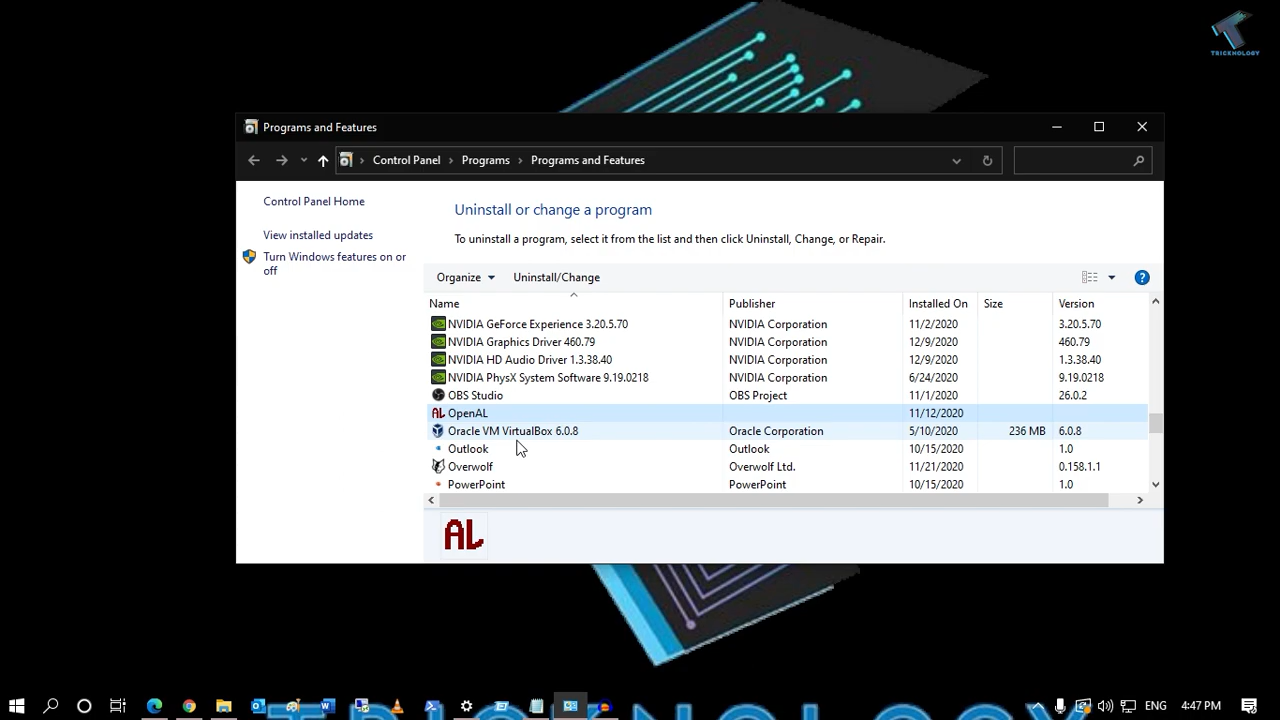 TRICKNOLOGY
Programs and Features
Control Panel > Programs > Programs and Features
Control Panel Home
View installed updates
Turn Windows features on or
off
Uninstall or change a program
To uninstall a program, select it from the list and then click Uninstall, Change, or Repair.
Organize Uninstall/Change
Name Publisher Installed On Size Version
NVIDIA GeForce Experience 3.20.5.70 NVIDIA Corporation 11/2/2020 3.20.5.70
NVIDIA Graphics Driver 460.79 NVIDIA Corporation 12/9/2020 460.79
NVIDIA HD Audio Driver 1.3.38.40 NVIDIA Corporation 12/9/2020 1.3.38.40
NVIDIA PhysX System Software 9.19.0218 NVIDIA Corporation 6/24/2020 9.19.0218
OBS Studio OBS Project 11/1/2020 26.0.2
AL OpenAL 11/12/2020
Oracle VM VirtualBox 6.0.8 Oracle Corporation 5/10/2020 236 MB 6.0.8
Outlook Outlook 10/15/2020 1.0
Overwolf Overwolf Ltd. 11/21/2020 0.158.1.1
PowerPoint PowerPoint 10/15/2020 1.0
AL
ENG 4:47 PM